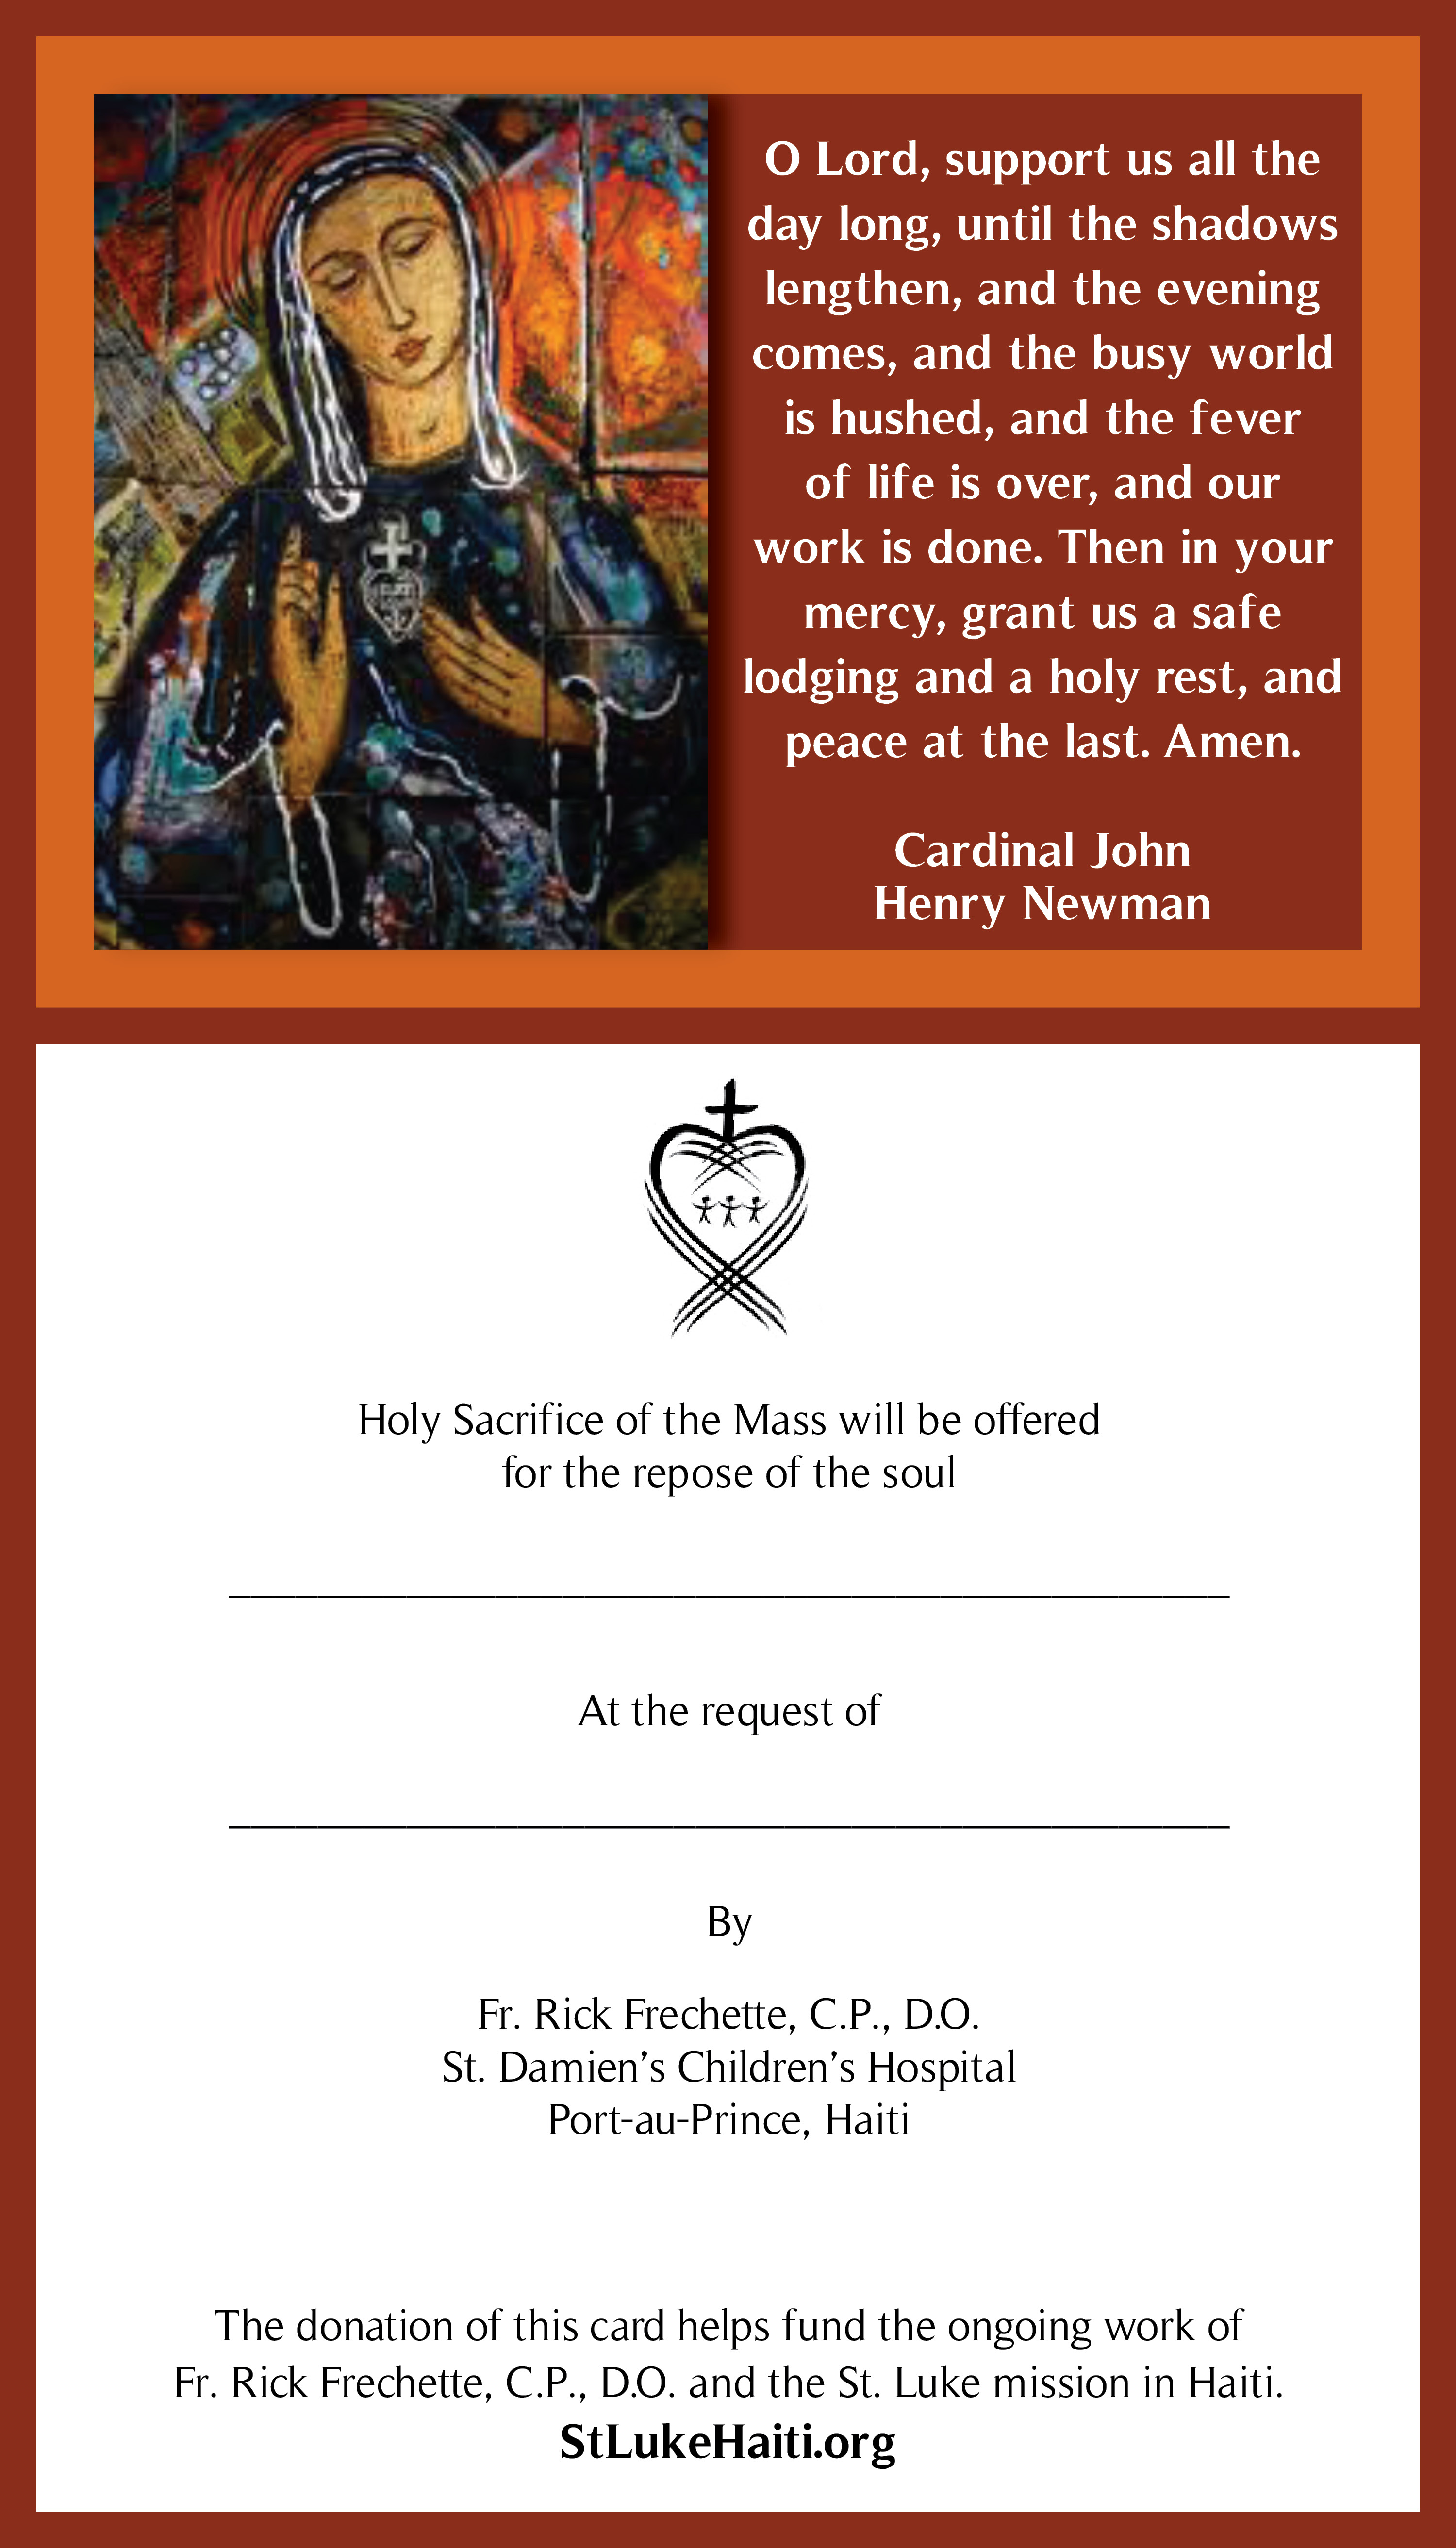 O Lord, support us all the
day long, until the shadows
lengthen, and the evening
comes, and the busy world
is hushed, and the fever
of life is over, and our
work is done. Then in your
mercy, grant us a safe
lodging and a holy rest, and
peace at the last. Amen.
Cardinal John
Henry Newman
Holy Sacrifice of the Mass will be offered
for the repose of the soul
At the request of
By
Fr. Rick Frechette, C.P., D.O.
St. Damien’s Children’s Hospital
Port-au-Prince, Haiti
The donation of this card helps fund the ongoing work of
Fr. Rick Frechette, C.P., D.O. and the St. Luke mission in Haiti.
StLukeHaiti.org